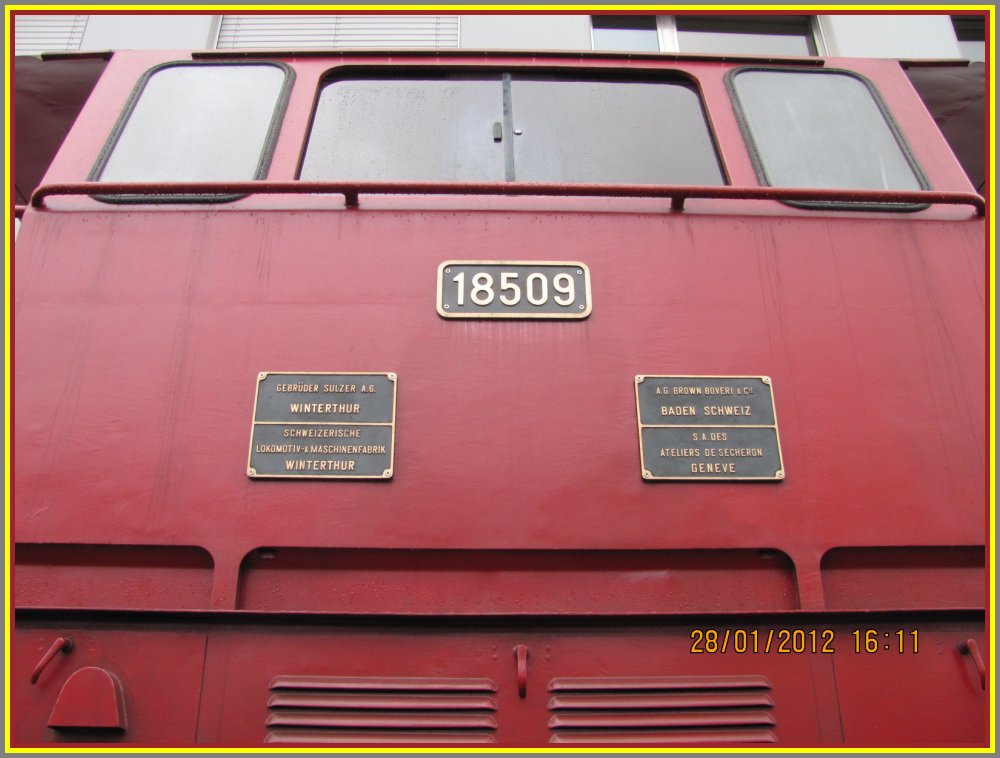 18509
GEBRÜDER SULZER A.G.
WINTERTHUR
SCHWEIZERISCHE
LOKOMOTIV-& MASCHINENFABRIK
WINTERTHUR
A.G. BROWN BOVERI & CIE
BADEN SCHWEIZ
S.A. DES
ATELIERS DE SECHERON
GENEVE
28/01/2012 16:11